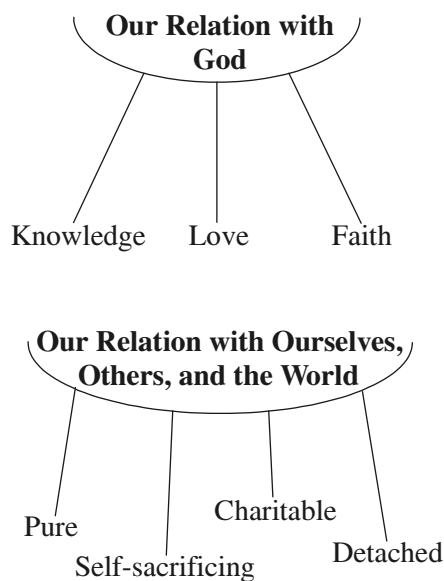 Our Relation with
God
Knowledge Love Faith
Our Relation with Ourselves,
Others, and the World
Pure
Self-sacrificing
Charitable
Detached